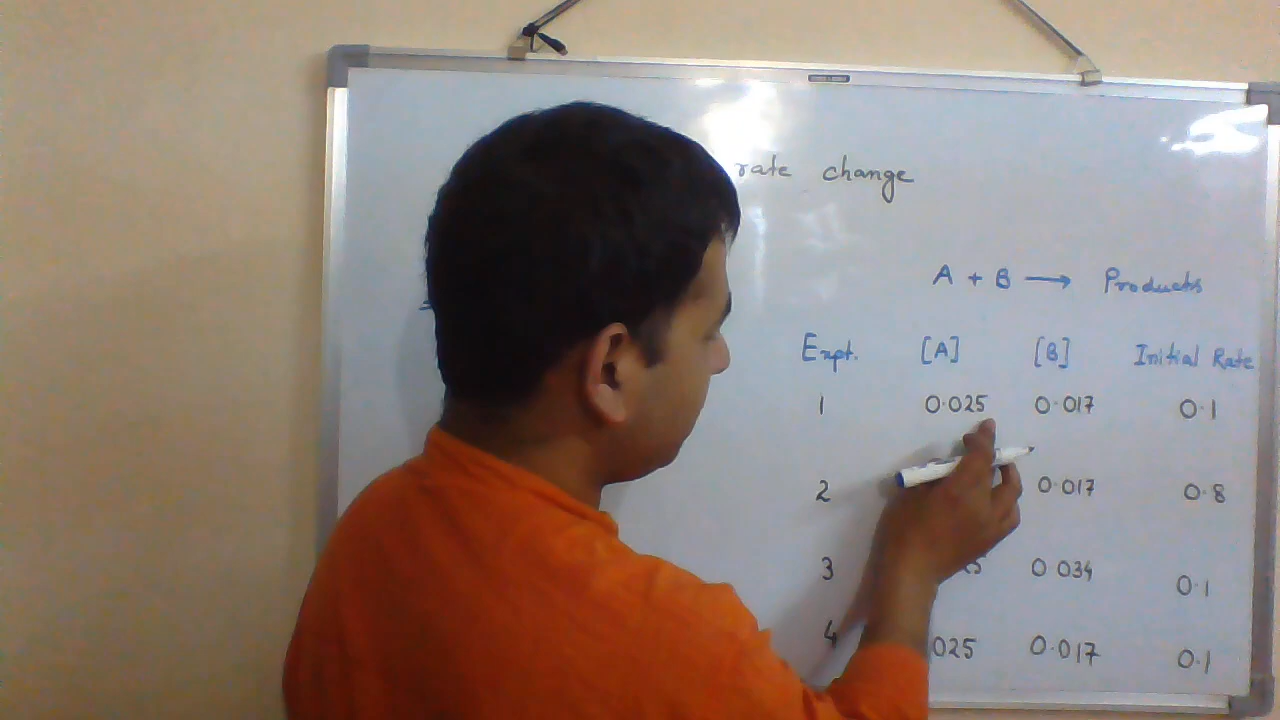 rate change
A + B → Products
Expt. [A] [B] Initial Rate
1 0.025 0.017 0.1
2 0.017 0.8
3 0.034 0.1
4 025 0.017 0.1